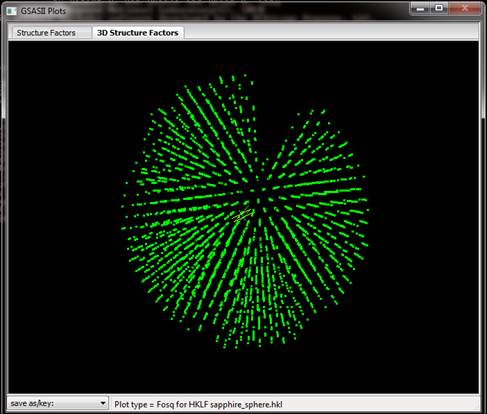 GSASII Plots
Structure Factors
3D Structure Factors
save as/key:
Plot type = Fosq for HKLF sapphire_sphere.hkl